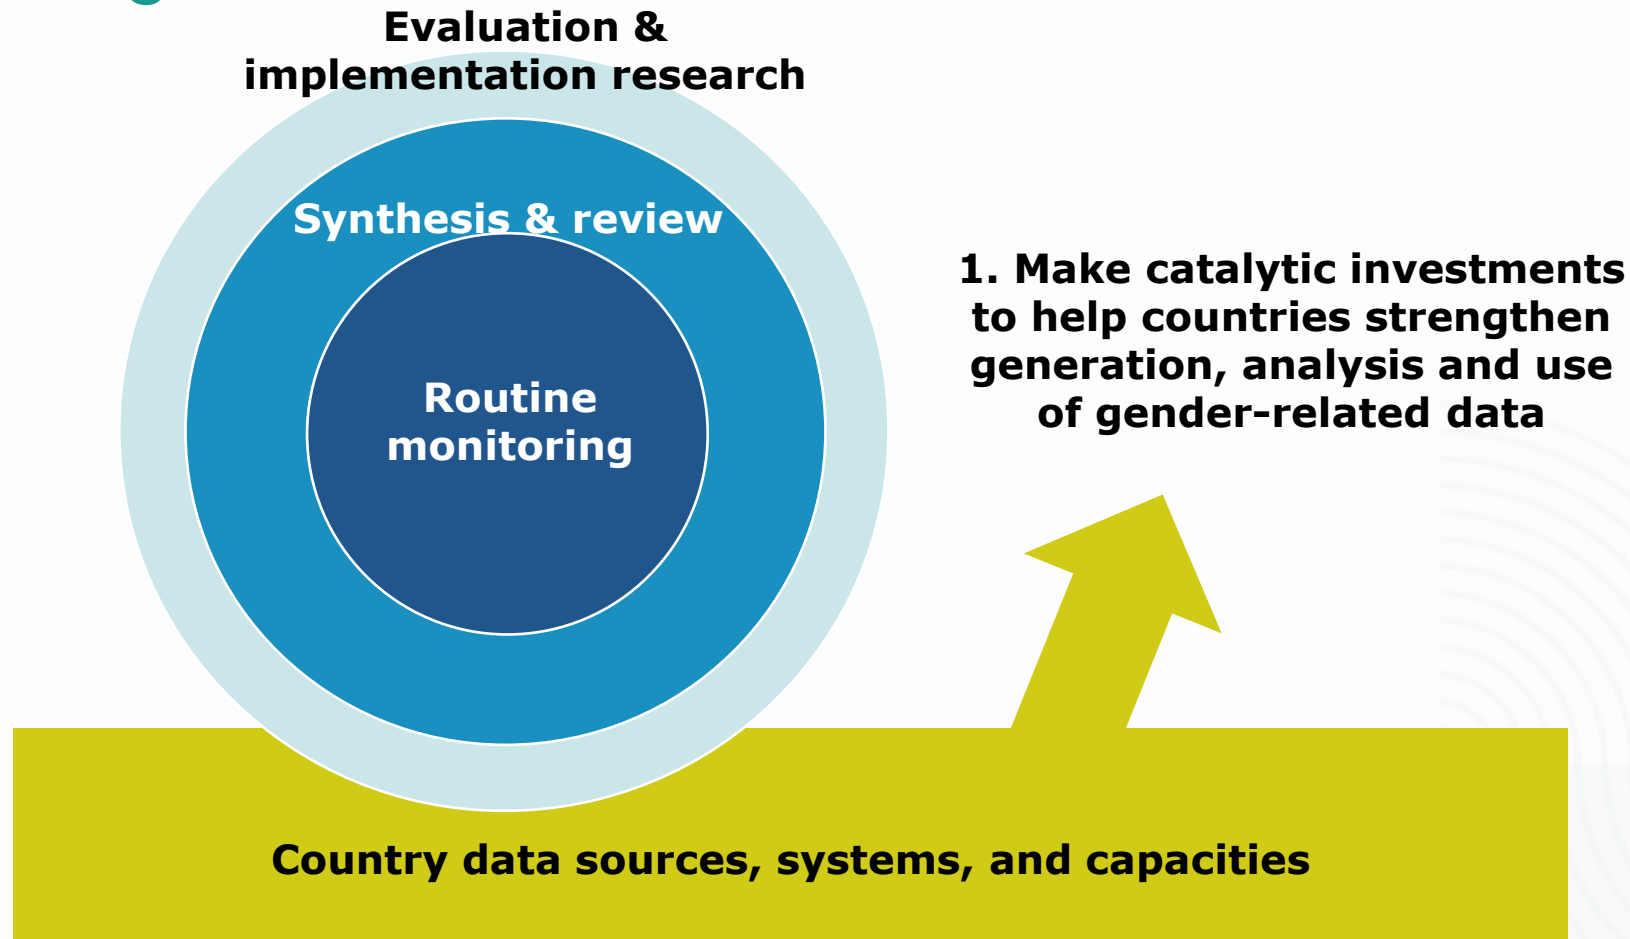 Evaluation &
implementation research
Synthesis & review
Routine
monitoring
1. Make catalytic investments
to help countries strengthen
generation, analysis and use
of gender-related data
Country data sources, systems, and capacities